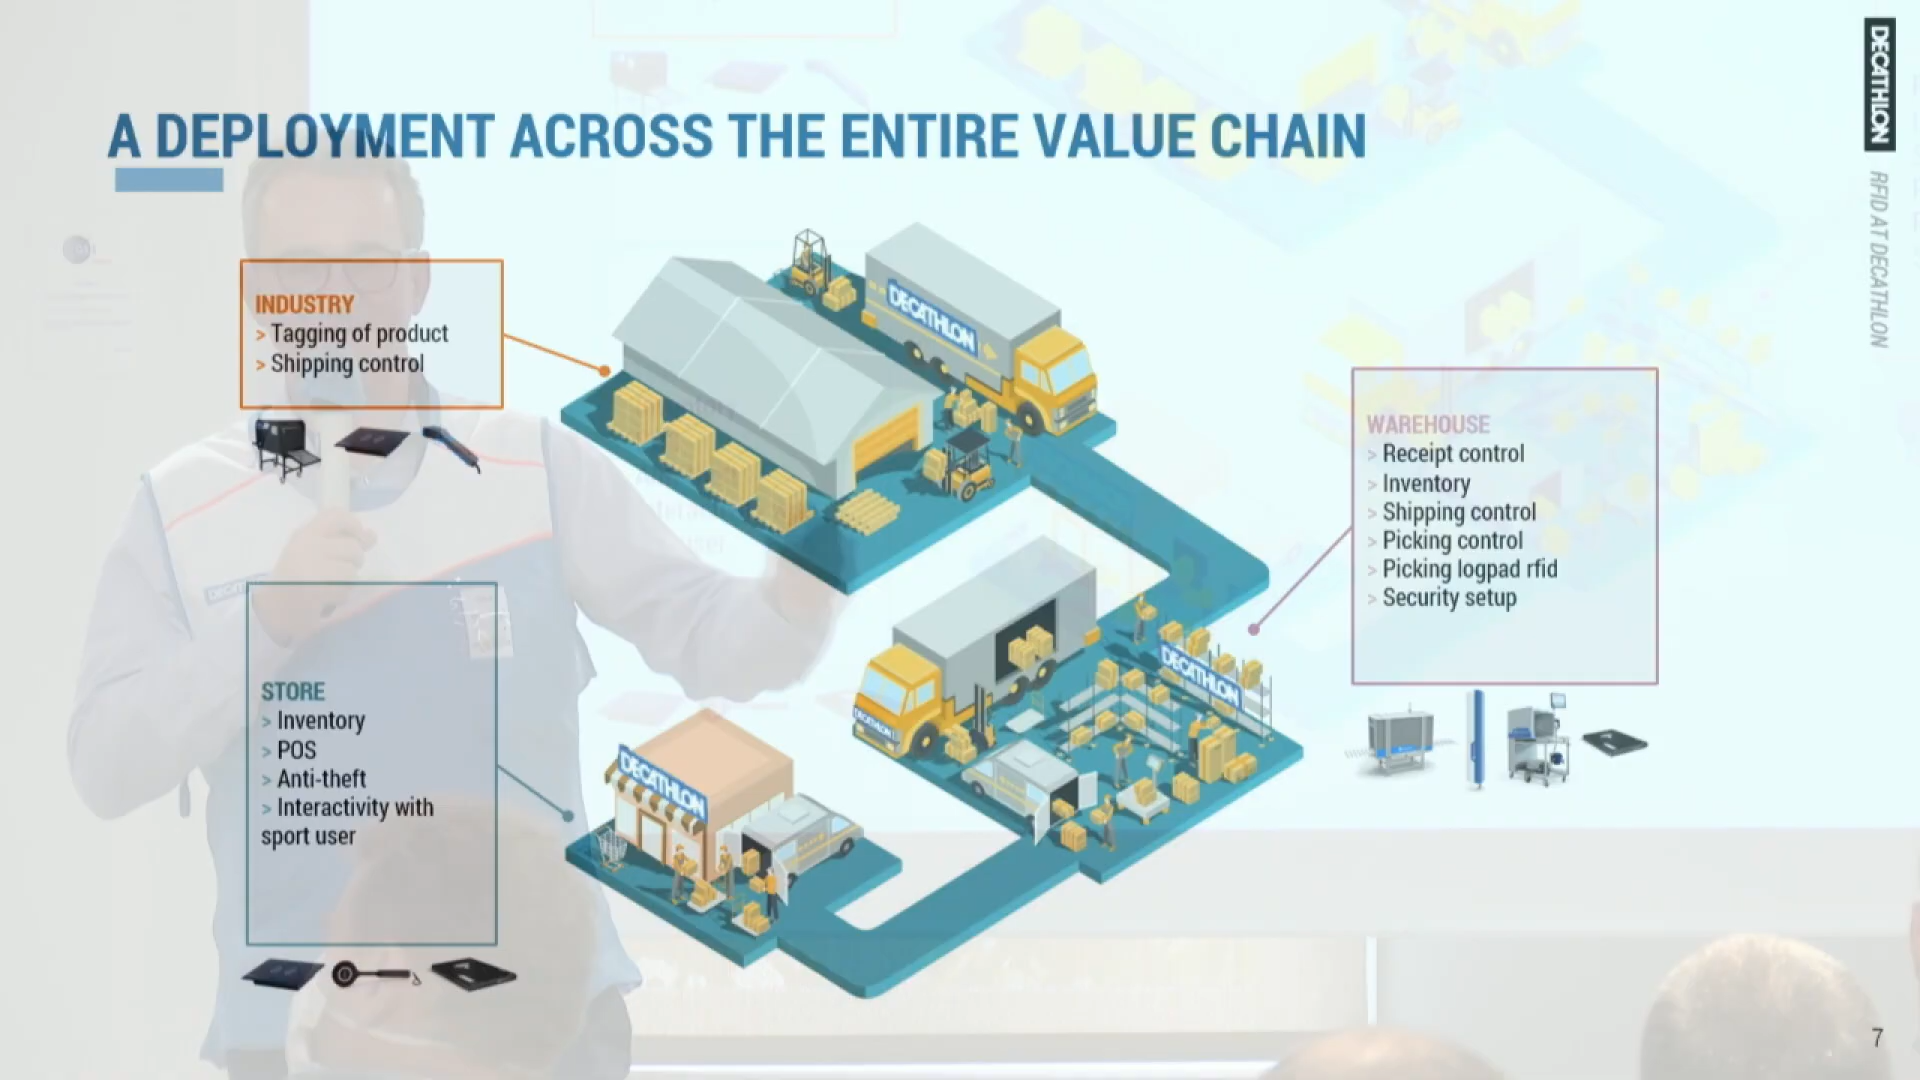 A DEPLOYMENT ACROSS THE ENTIRE VALUE CHAIN
DECATHLON
RFID AT DECATHLON
INDUSTRY
> Tagging of product
> Shipping control
DECATHLON
WAREHOUSE
> Receipt control
> Inventory
> Shipping control
> Picking control
> Picking logpad rfid
> Security setup
DECATHLON
DECATHLON
STORE
> Inventory
> POS
> Anti-theft
> Interactivity with
sport user
DECATHLON
7